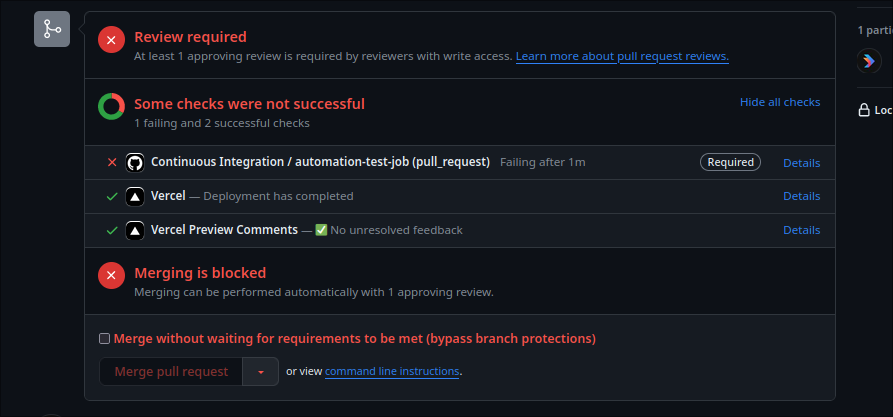 Review required
At least 1 approving review is required by reviewers with write access. Learn more about pull request reviews.
1 parti
Some checks were not successful
1 failing and 2 successful checks
Hide all checks
Loc
Continuous Integration / automation-test-job (pull_request) Failing after 1m Required Details
Vercel — Deployment has completed Details
Vercel Preview Comments — ✅ No unresolved feedback Details
Merging is blocked
Merging can be performed automatically with 1 approving review.
Merge without waiting for requirements to be met (bypass branch protections)
Merge pull request or view command line instructions.